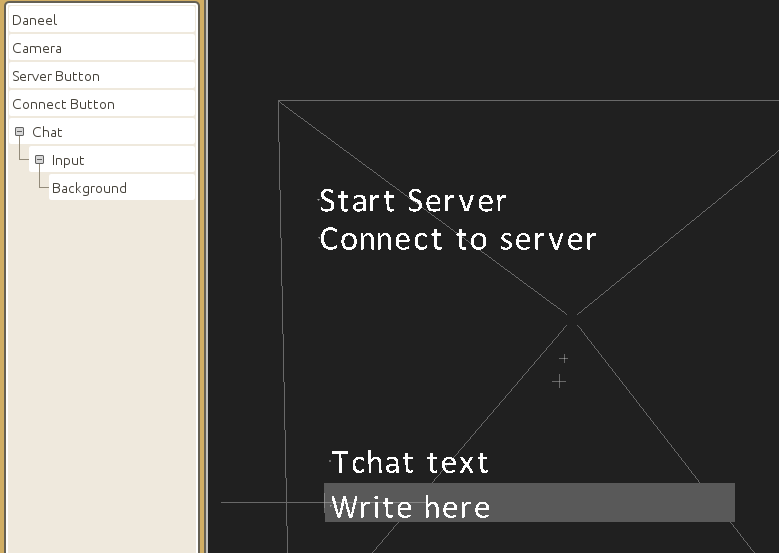 Daneel
Camera
Server Button
Connect Button
Chat
Input
Background
Start Server
Connect to server
Tchat text
Write here